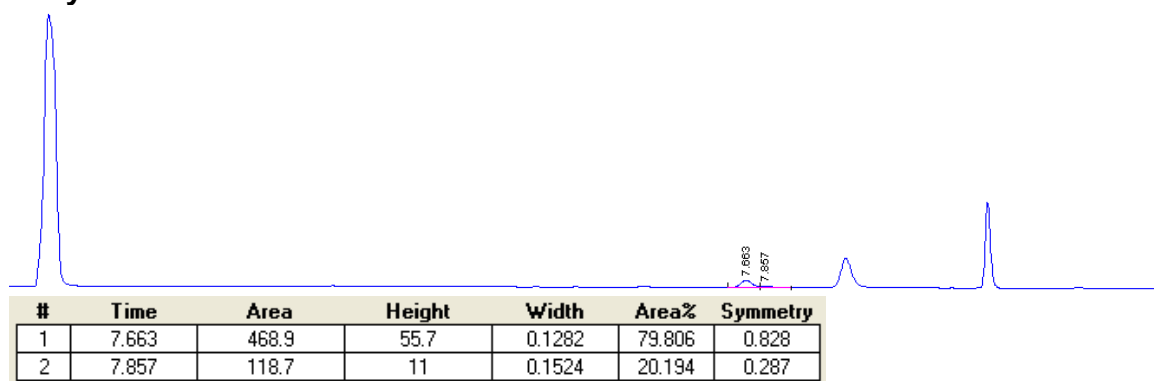 7.663
7.857
# Time Area Height Width Area% Symmetry
1 7.663 468.9 55.7 0.1282 79.806 0.828
2 7.857 118.7 11 0.1524 20.194 0.287